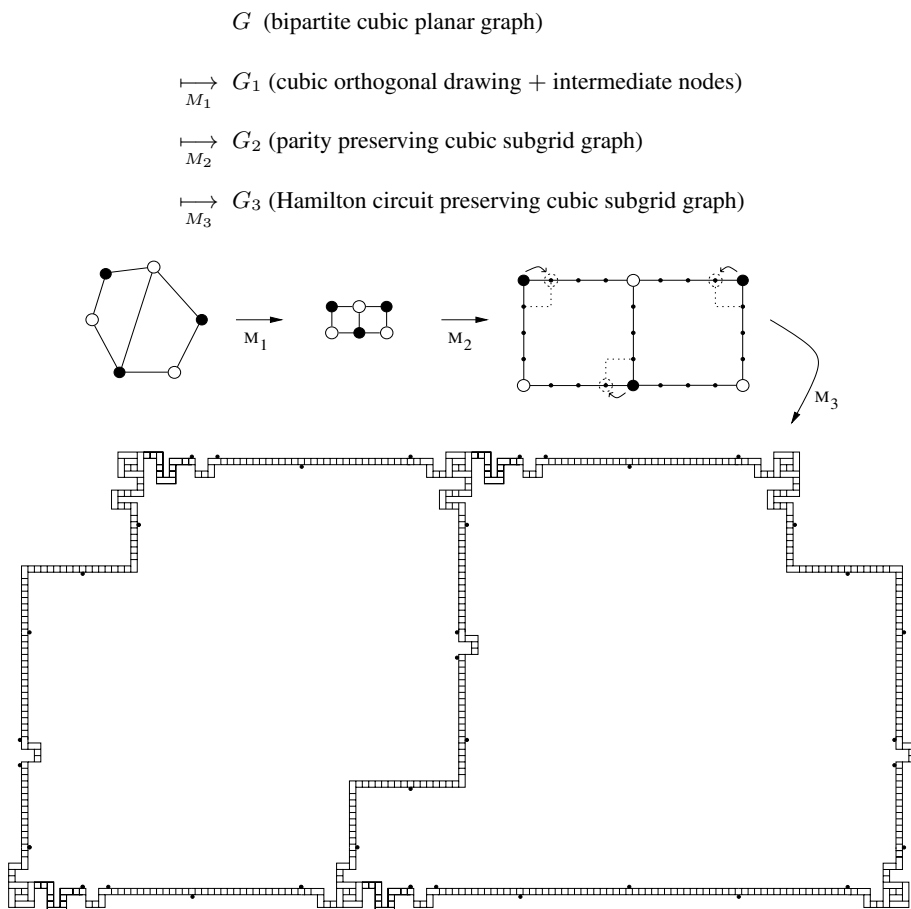 G (bipartite cubic planar graph)
⟼ M₁ G₁ (cubic orthogonal drawing + intermediate nodes)
⟼ M₂ G₂ (parity preserving cubic subgrid graph)
⟼ M₃ G₃ (Hamilton circuit preserving cubic subgrid graph)
M₁
M₂
M₃